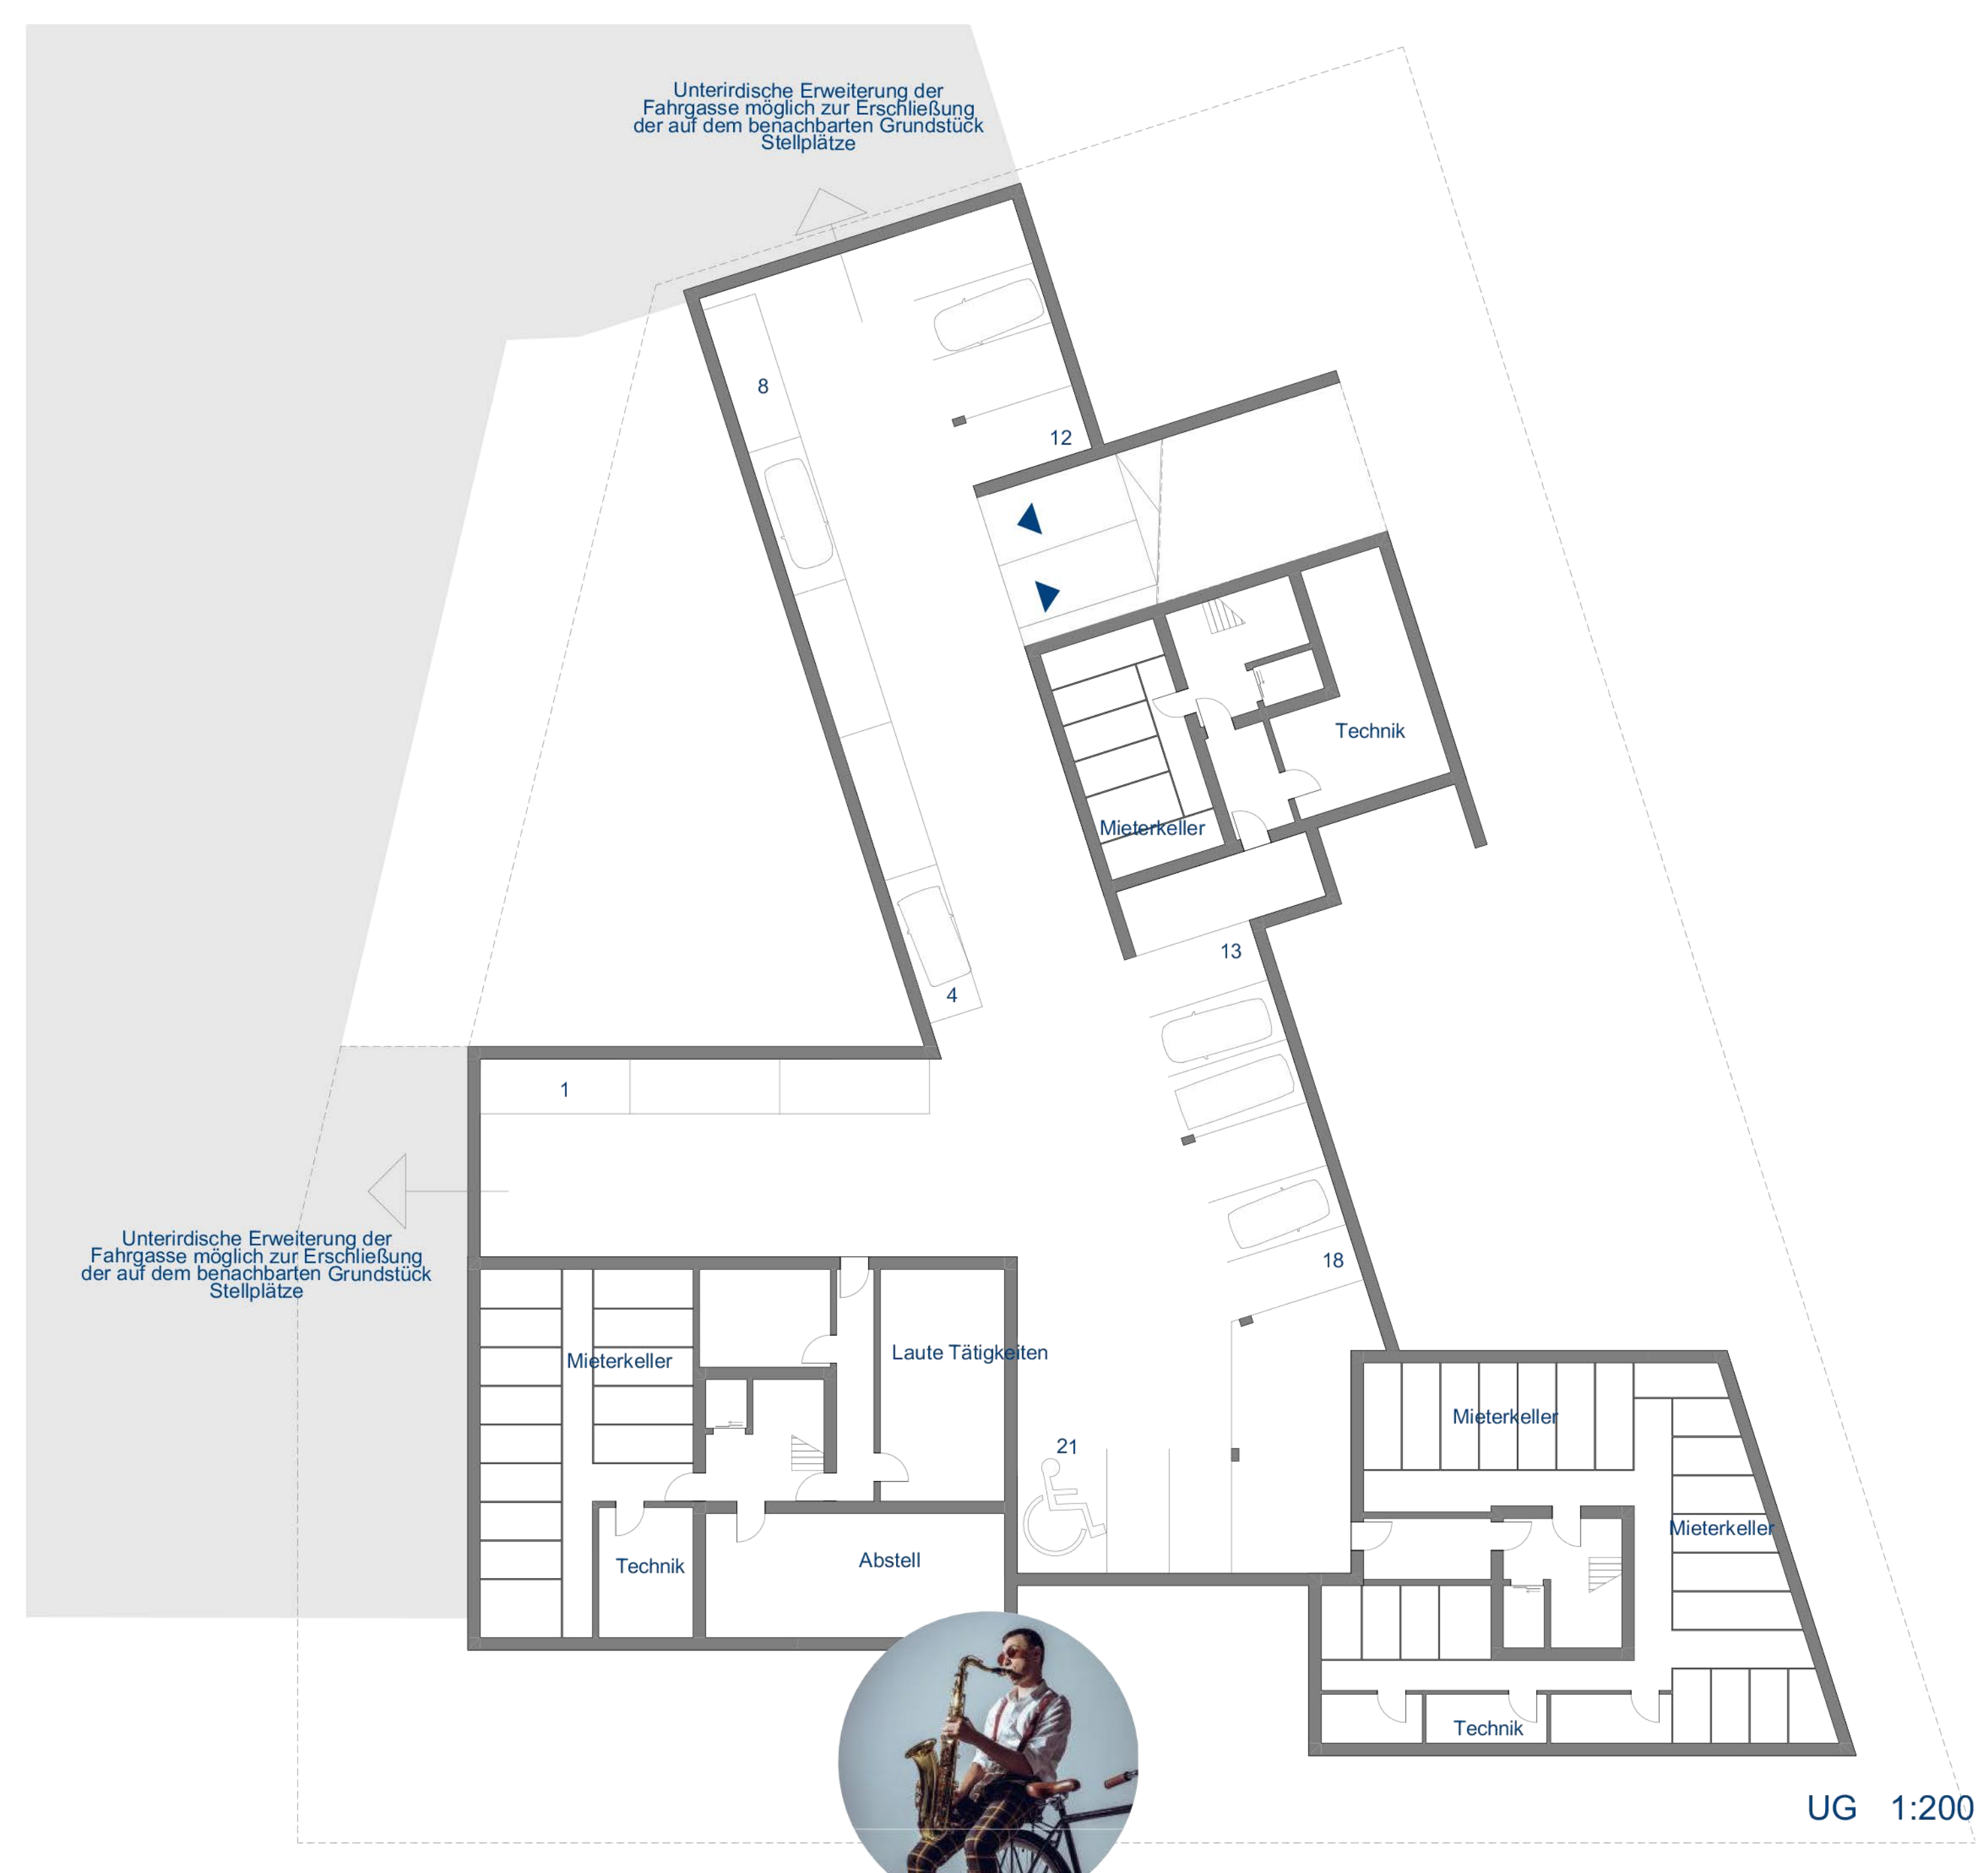 Unterirdische Erweiterung der
Fahrgasse möglich zur Erschließung
der auf dem benachbarten Grundstück
Stellplätze
8
12
Technik
Mieterkeller
13
4
1
Unterirdische Erweiterung der
Fahrgasse möglich zur Erschließung
der auf dem benachbarten Grundstück
Stellplätze
18
Mieterkeller
Laute Tätigkeiten
21
Mieterkeller
Mieterkeller
Technik
Abstell
Technik
UG 1:200